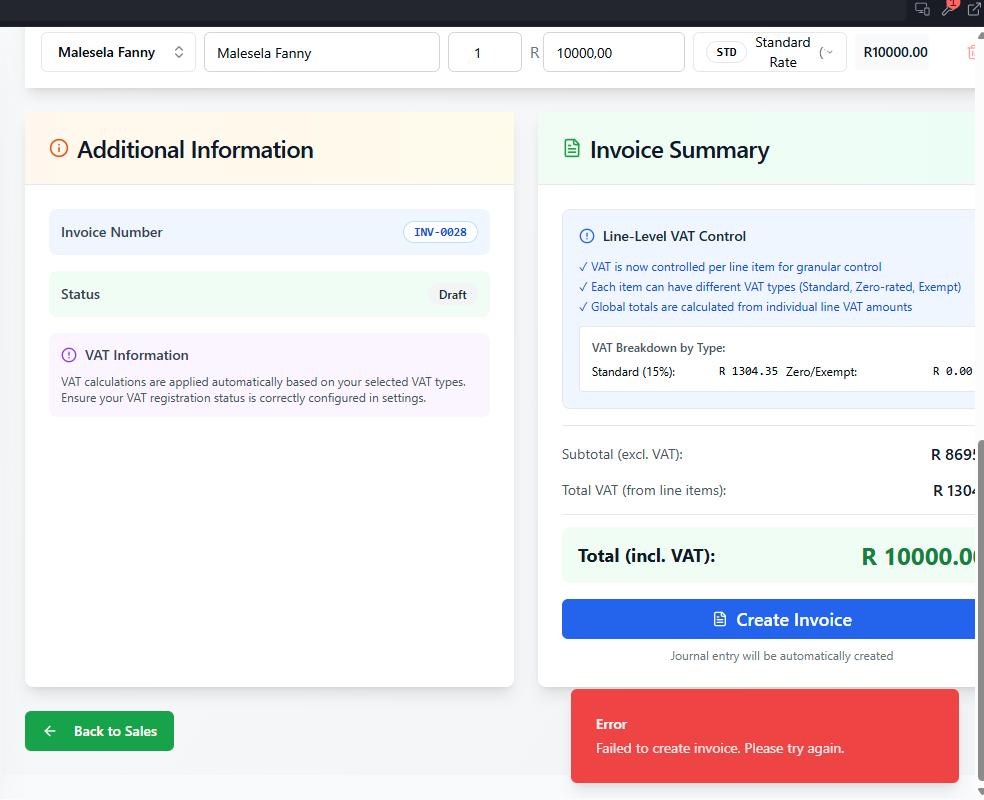 1
Malesela Fanny Malesela Fanny 1 R 10000,00 STD Standard Rate ( R10000.00
Additional Information
Invoice Number INV-0028
Status Draft
VAT Information
VAT calculations are applied automatically based on your selected VAT types.
Ensure your VAT registration status is correctly configured in settings.
Invoice Summary
Line-Level VAT Control
✓ VAT is now controlled per line item for granular control
✓ Each item can have different VAT types (Standard, Zero-rated, Exempt)
✓ Global totals are calculated from individual line VAT amounts
VAT Breakdown by Type:
Standard (15%): R 1304.35 Zero/Exempt: R 0.00
Subtotal (excl. VAT): R 869
Total VAT (from line items): R 1304
Total (incl. VAT): R 10000.00
Create Invoice
Journal entry will be automatically created
Back to Sales
Error
Failed to create invoice. Please try again.